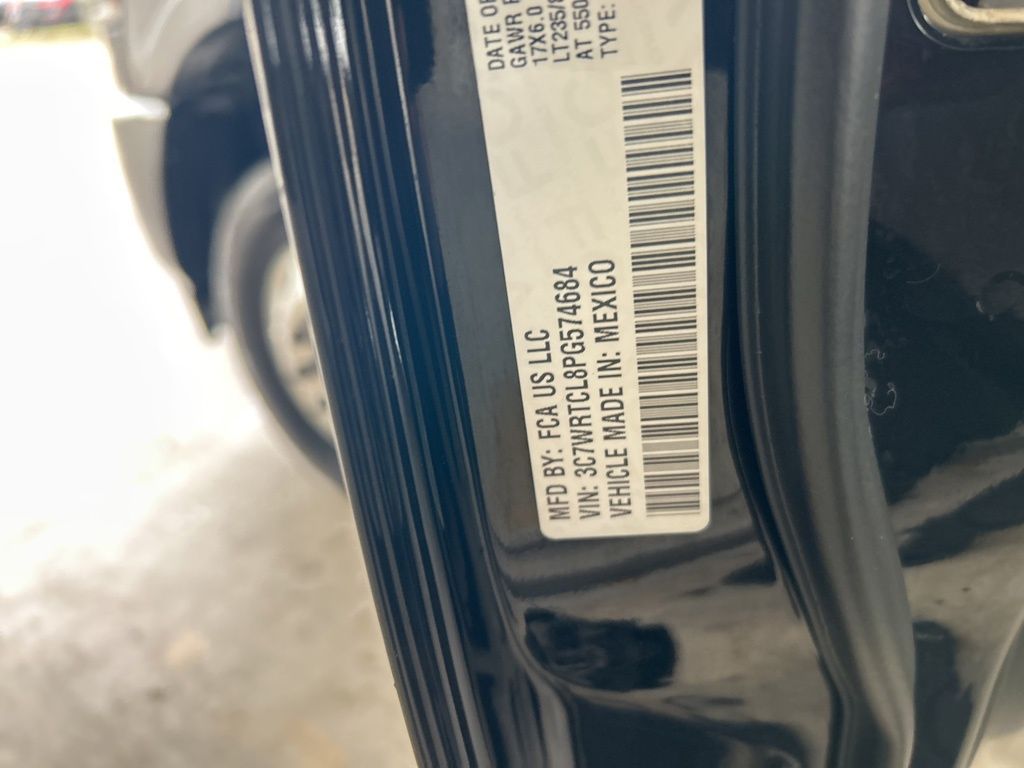 DATE OF
GAWR
17X6.0
LT235/8
AT 550
TYPE:
MFD BY: FCA US LLC
VIN: 3C7WRTCL8PG574684
VEHICLE MADE IN: MEXICO